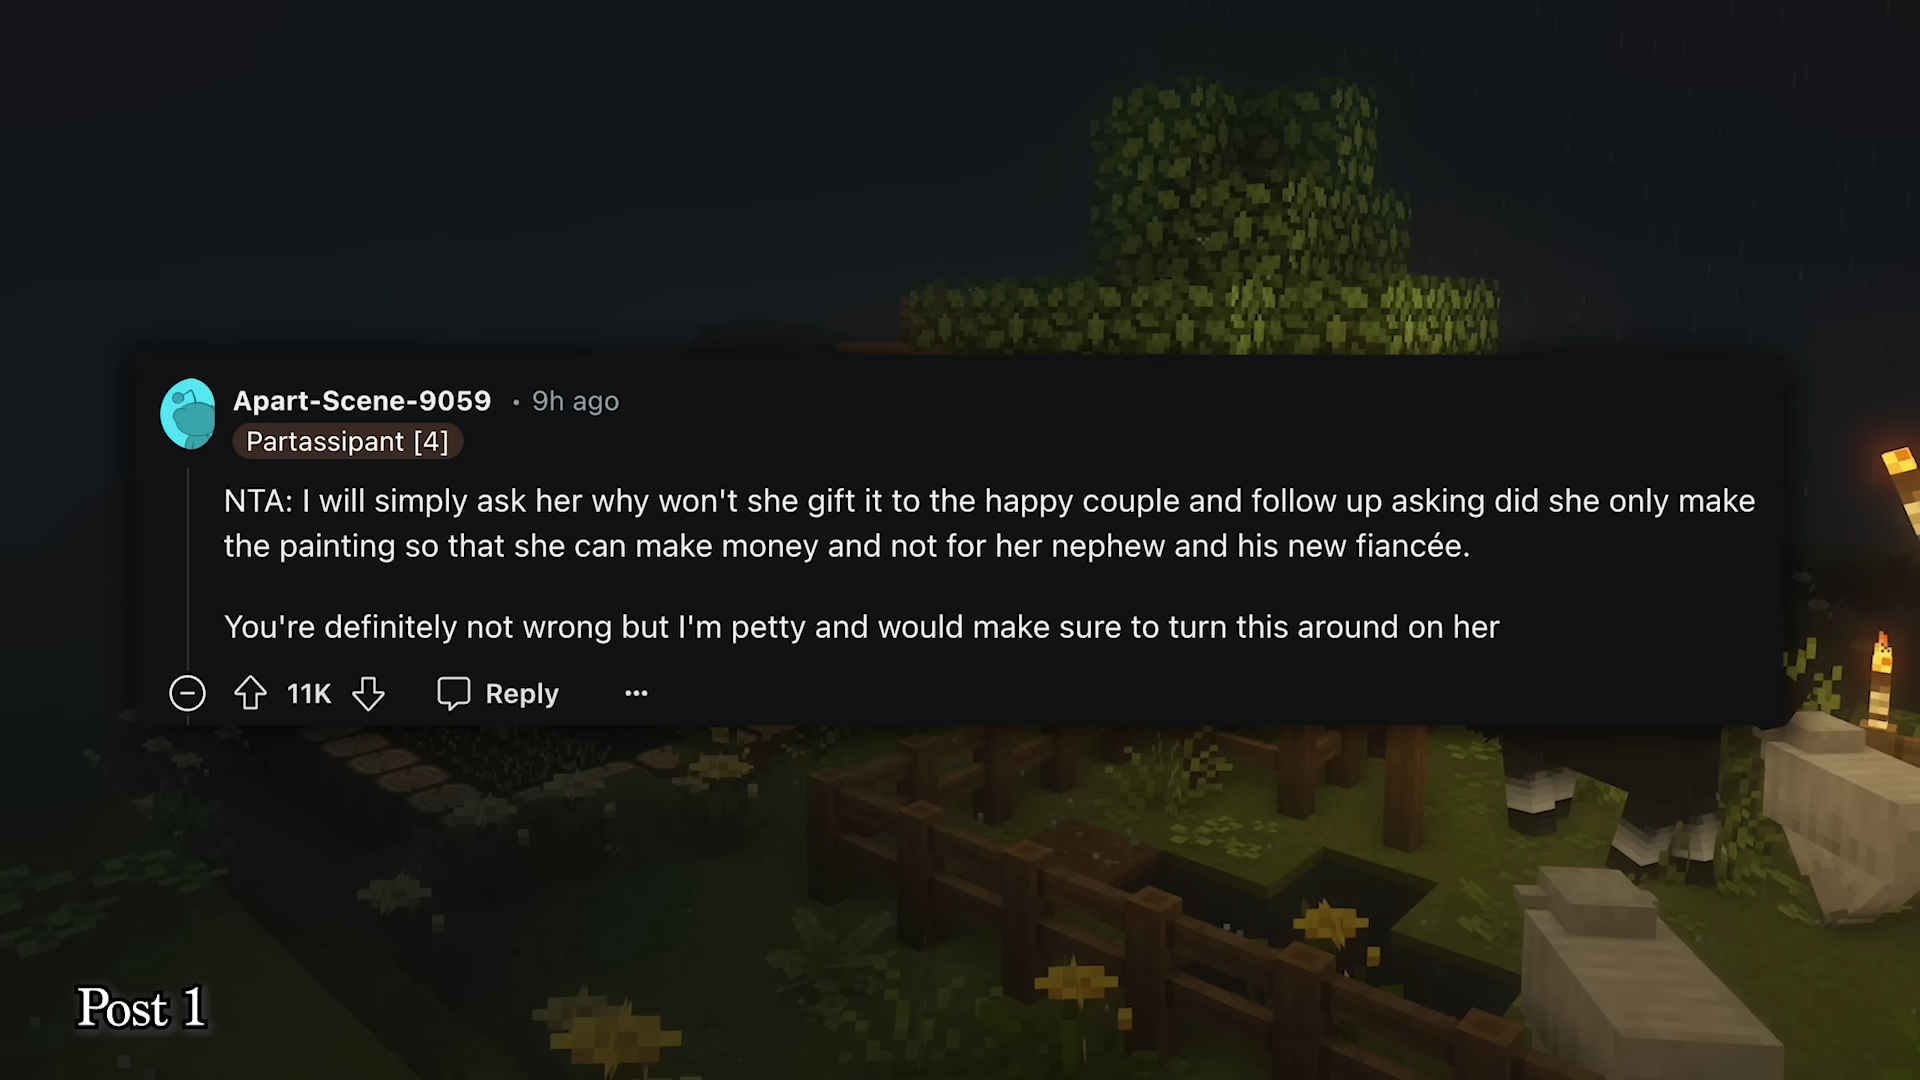 Apart-Scene-9059 • 9h ago
Partassipant [4]
NTA: I will simply ask her why won't she gift it to the happy couple and follow up asking did she only make
the painting so that she can make money and not for her nephew and his new fiancée.
You're definitely not wrong but I'm petty and would make sure to turn this around on her
11K Reply ...
Post 1